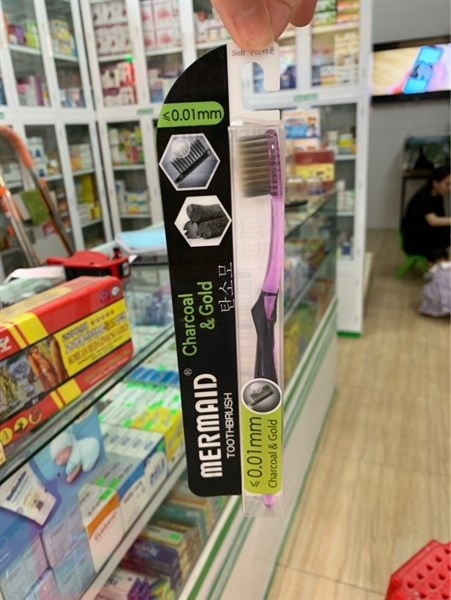 Soft
≤0.01mm
Charcoal
& Gold
탄소모
MERMAID®
TOOTHBRUSH
≤0.01mm
Charcoal & Gold